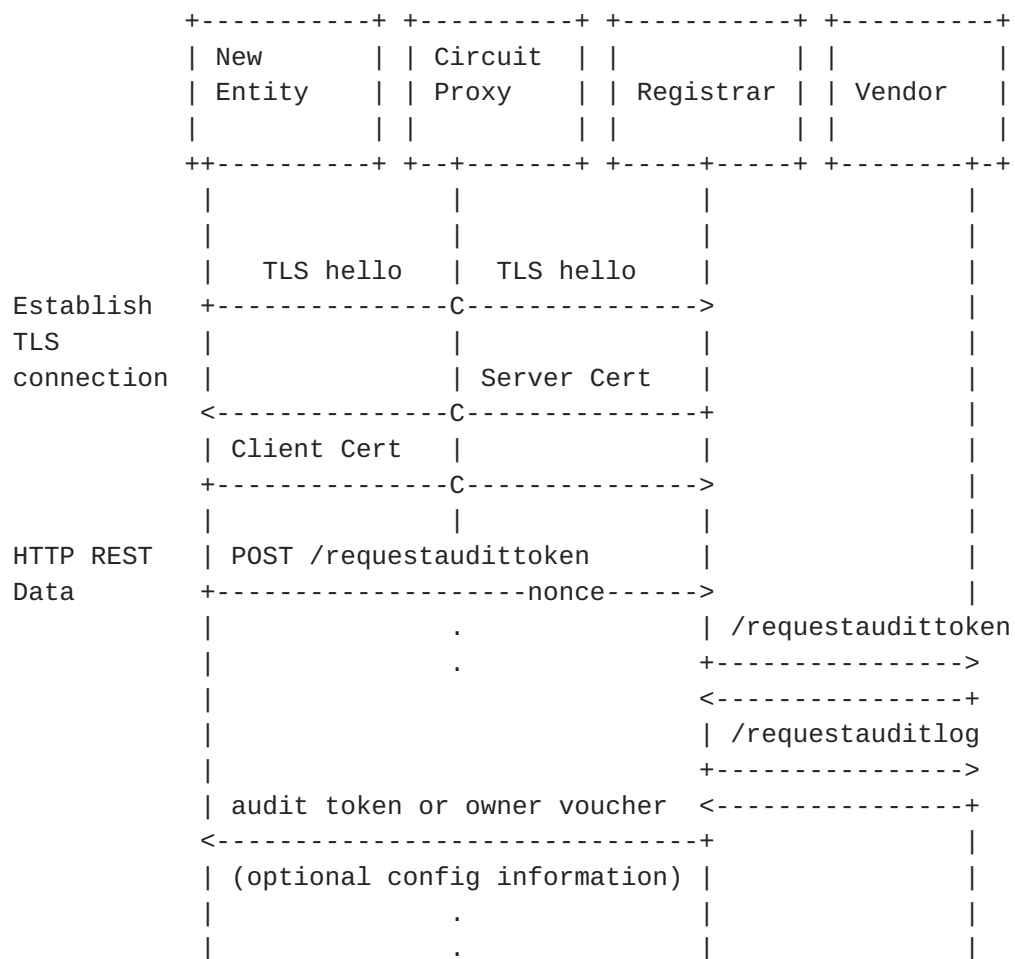 +-----------+ +----------+ +-----------+ +----------+
| New       | | Circuit  | |           | |          |
| Entity    | | Proxy    | | Registrar | | Vendor   |
|           | |          | |           | |          |
++----------+ +--+-------+ +-----+-----+ +--------+-+
 |               |               |                |
 |               |               |                |
 |   TLS hello   |  TLS hello    |                |
Establish   +---------------C--------------->                |
TLS         |               |               |                |
connection  |               | Server Cert   |                |
            <---------------C---------------+                |
            | Client Cert   |               |                |
            +---------------C--------------->                |
            |               |               |                |
HTTP REST   | POST /requestaudittoken       |                |
Data        +--------------------nonce------>                |
            |               .               | /requestaudittoken
            |               .               +---------------->
            |                               <----------------+
            |                               | /requestauditlog
            |                               +---------------->
            | audit token or owner voucher  <----------------+
            <-------------------------------+                |
            | (optional config information) |                |
            |               .               |                |
            |               .               |                |